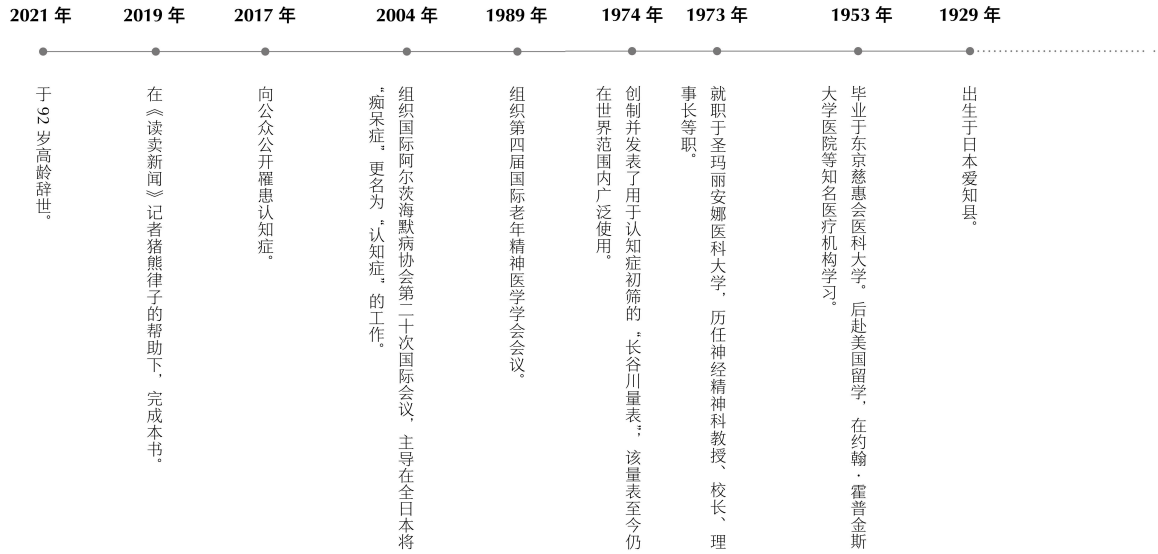 1929 年
出生于日本爱知县。
1953 年
毕业于东京慈惠会医科大学。后赴美国留学，在约翰·霍普金斯
大学医院等知名医疗机构学习。
1973 年
就职于圣玛丽安娜医科大学，历任神经精神科教授、校长、理
事长等职。
1974 年
创制并发表了用于认知症初筛的“长谷川量表”，该量表至今仍
在世界范围内广泛使用。
1989 年
组织第四届国际老年精神医学学会会议。
2004 年
组织国际阿尔茨海默病协会第二十次国际会议，主导在全日本将
“痴呆症”更名为“认知症”的工作。
2017 年
向公众公开罹患认知症。
2019 年
在《读卖新闻》记者猪熊律子的帮助下，完成本书。
2021 年
于 92 岁高龄辞世。